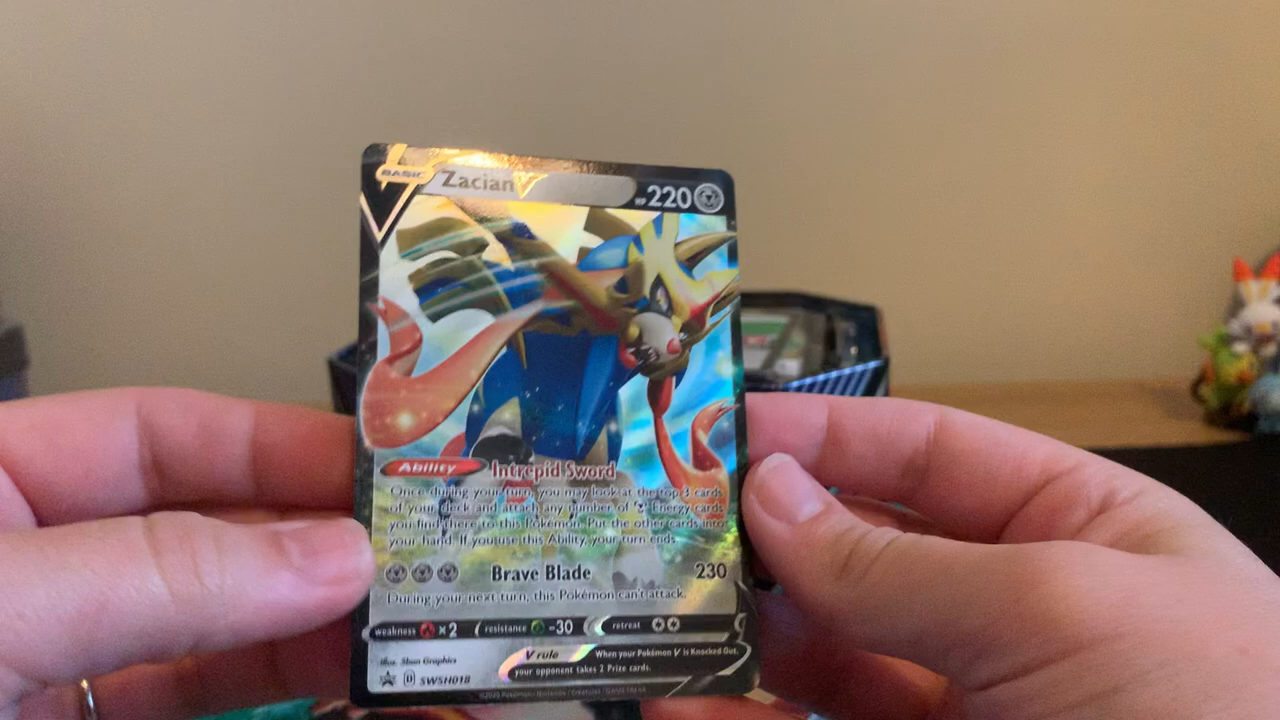 BASIC Zacian V HP 220
Ability Intrepid Sword
Once during your turn, you may look at the top 3 cards
of your deck and attach any number of Energy cards
you find there to this Pokémon. Put the other cards into
your hand. If you use this Ability, your turn ends.
Brave Blade 230
During your next turn, this Pokémon can't attack.
weakness ×2 resistance -30 retreat
illus. 5ban Graphics
V rule When your Pokémon V is Knocked Out,
your opponent takes 2 Prize cards.
D SWSH018
©2020 Pokémon / Nintendo / Creatures / GAME FREAK